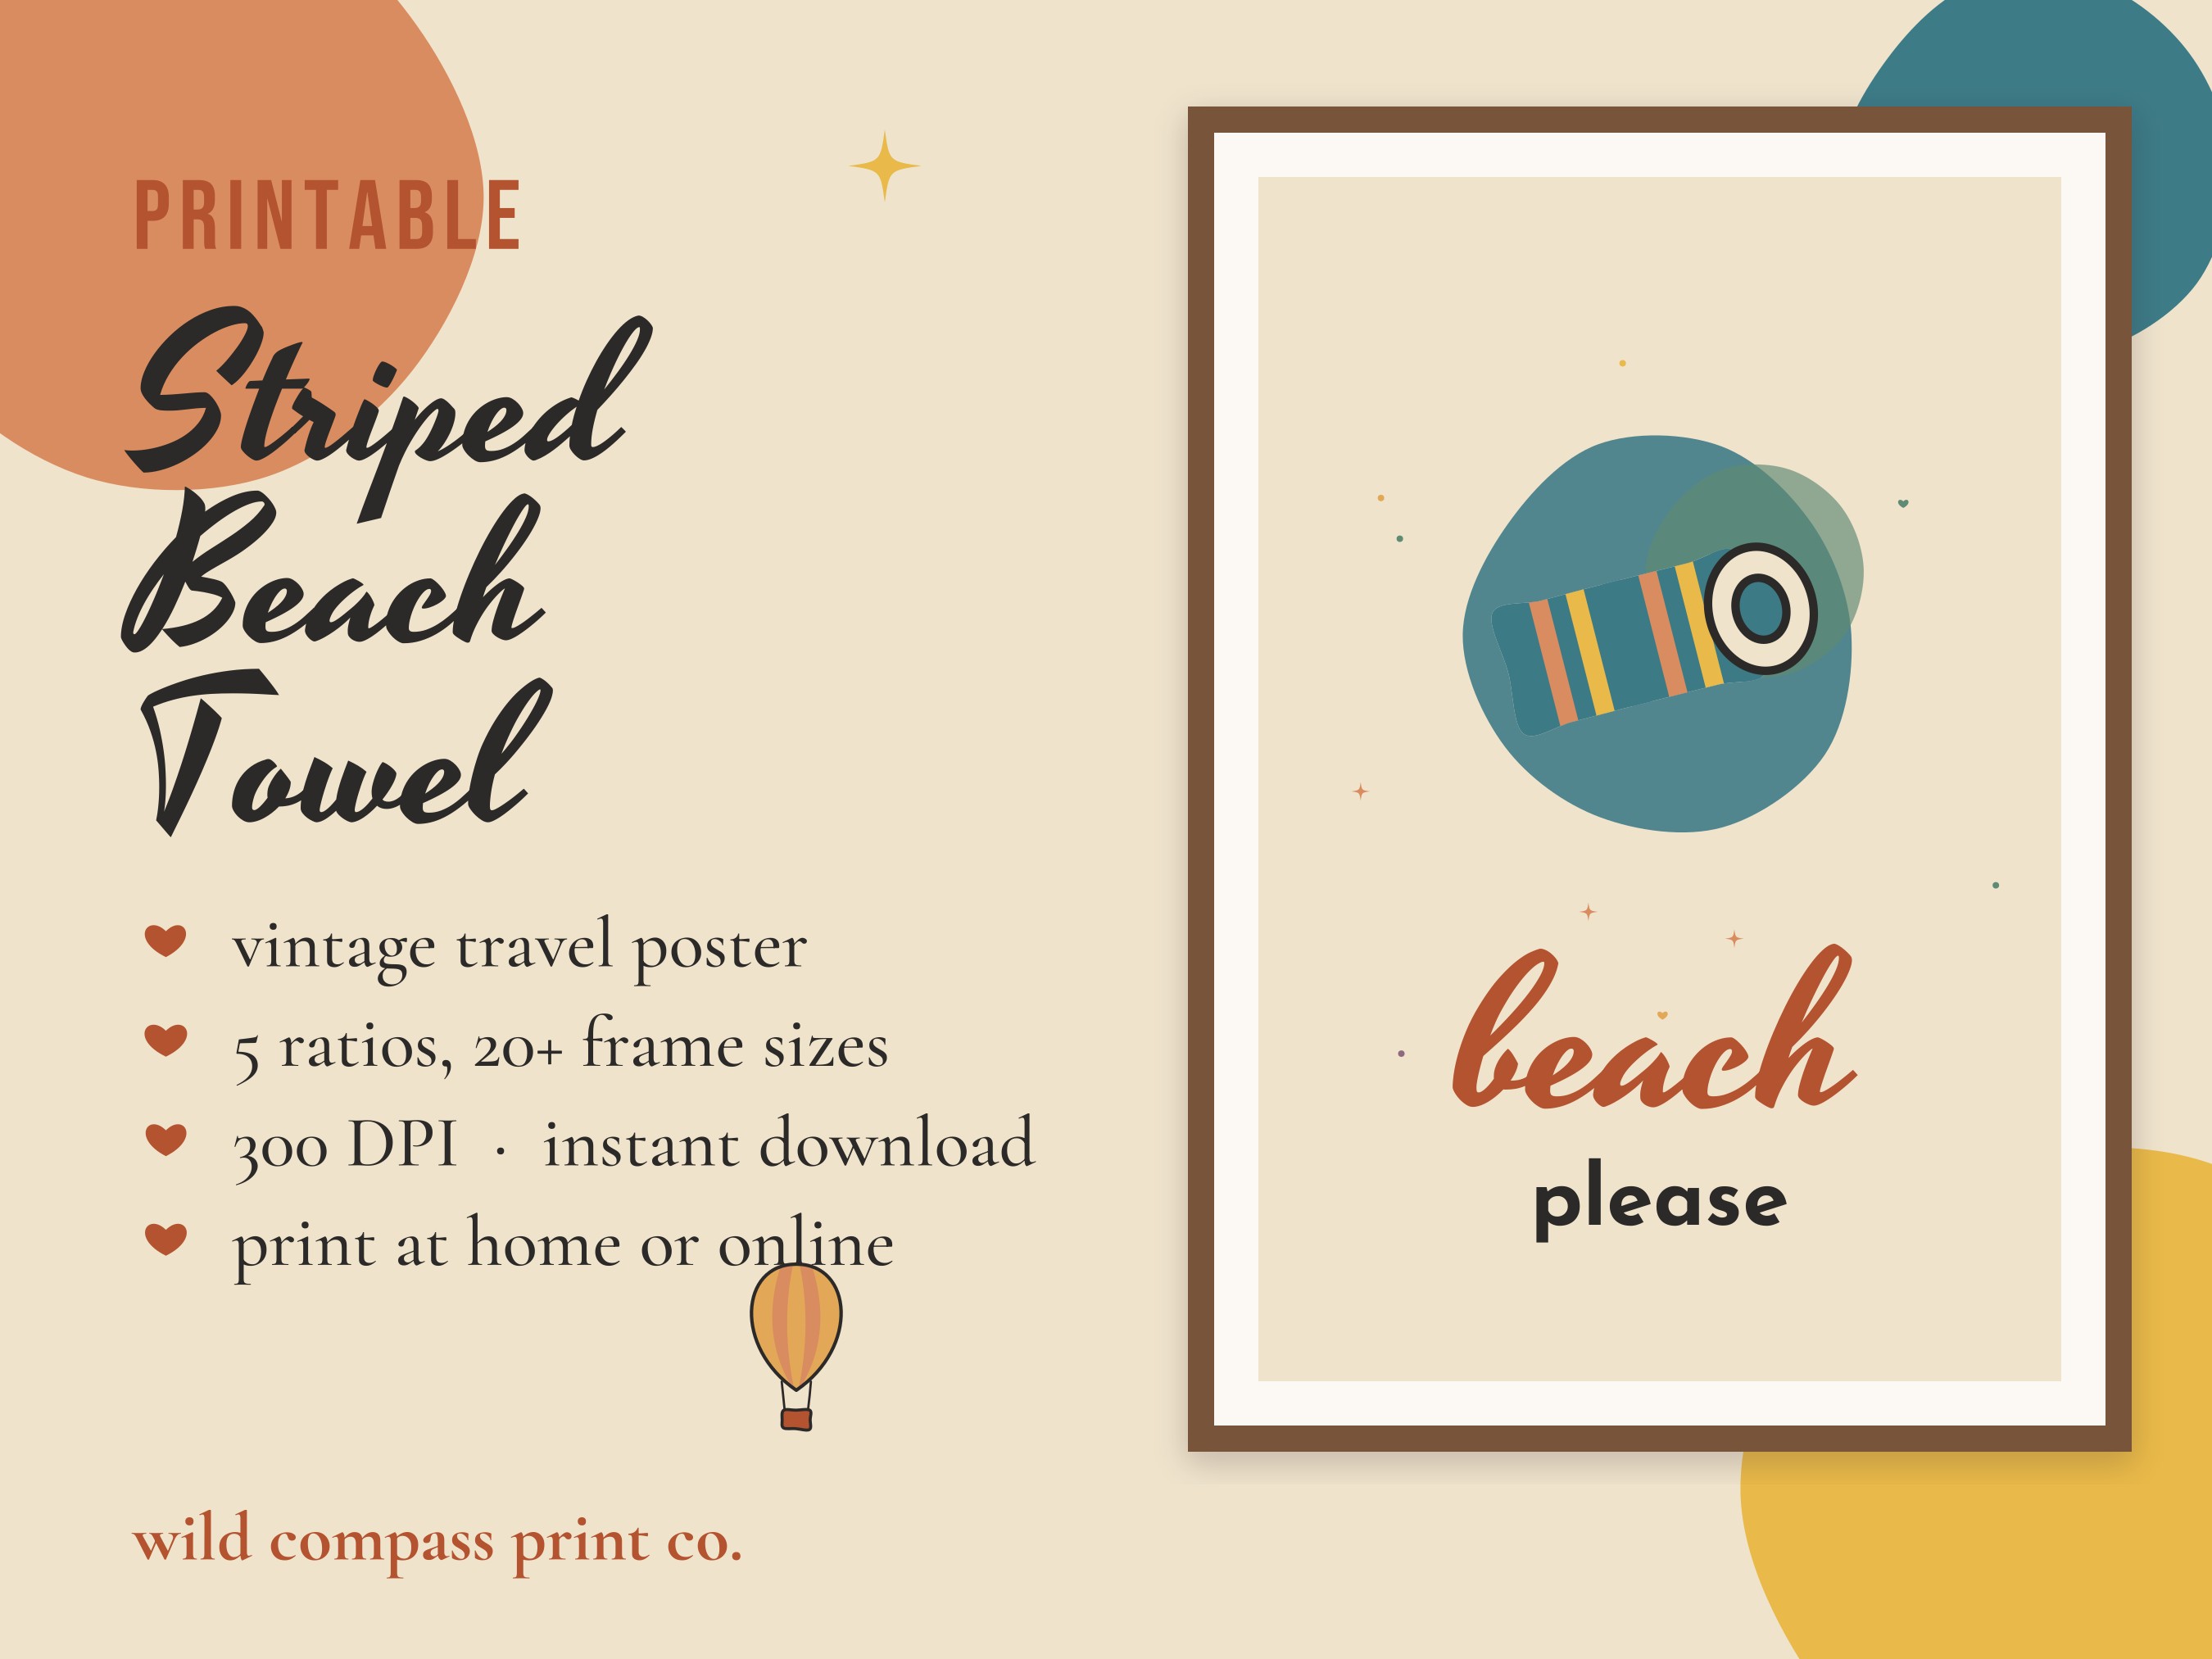 PRINTABLE
Striped
Beach
Towel
vintage travel poster
5 ratios, 20+ frame sizes
300 DPI · instant download
print at home or online
wild compass print co.
beach
please